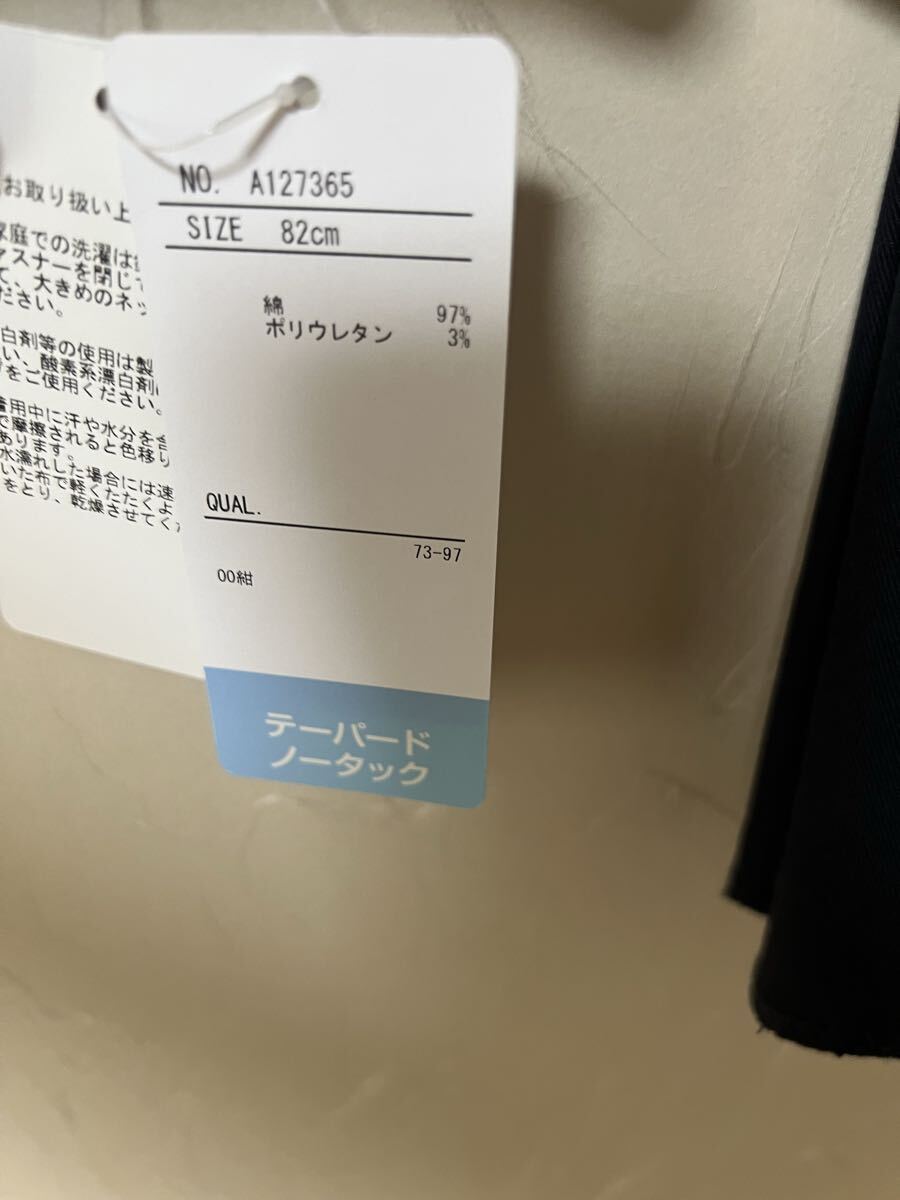 NO. A127365
SIZE 82cm
綿 97%
ポリウレタン 3%
QUAL.
73-97
00紺
テーパード
ノータック
お取り扱い上
家庭での洗濯は
ァスナーを閉じて
て、大きめのネッ
ださい。
白剤等の使用は製
い、酸素系漂白剤
をご使用ください。
着用中に汗や水分を含
で摩擦されると色移り
あります。
水濡れした場合には速
いた布で軽くたたくよ
をとり、乾燥させてく